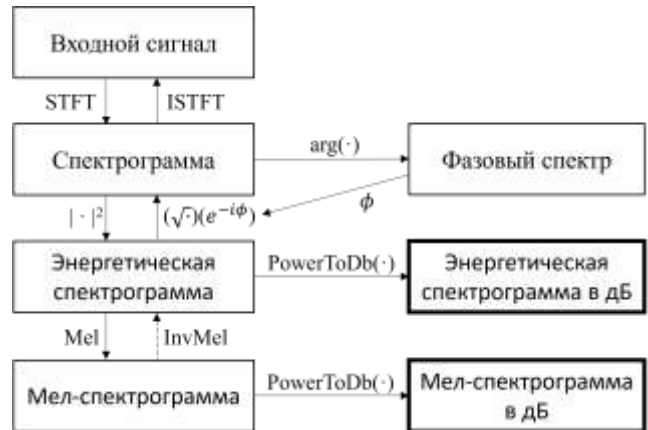 Входной сигнал
STFT
ISTFT
Спектрограмма
arg(·)
Фазовый спектр
| · |²
(√·)(e^{-iϕ})
ϕ
Энергетическая
спектрограмма
PowerToDb(·)
Энергетическая
спектрограмма в дБ
Mel
InvMel
Мел-спектрограмма
PowerToDb(·)
Мел-спектрограмма
в дБ